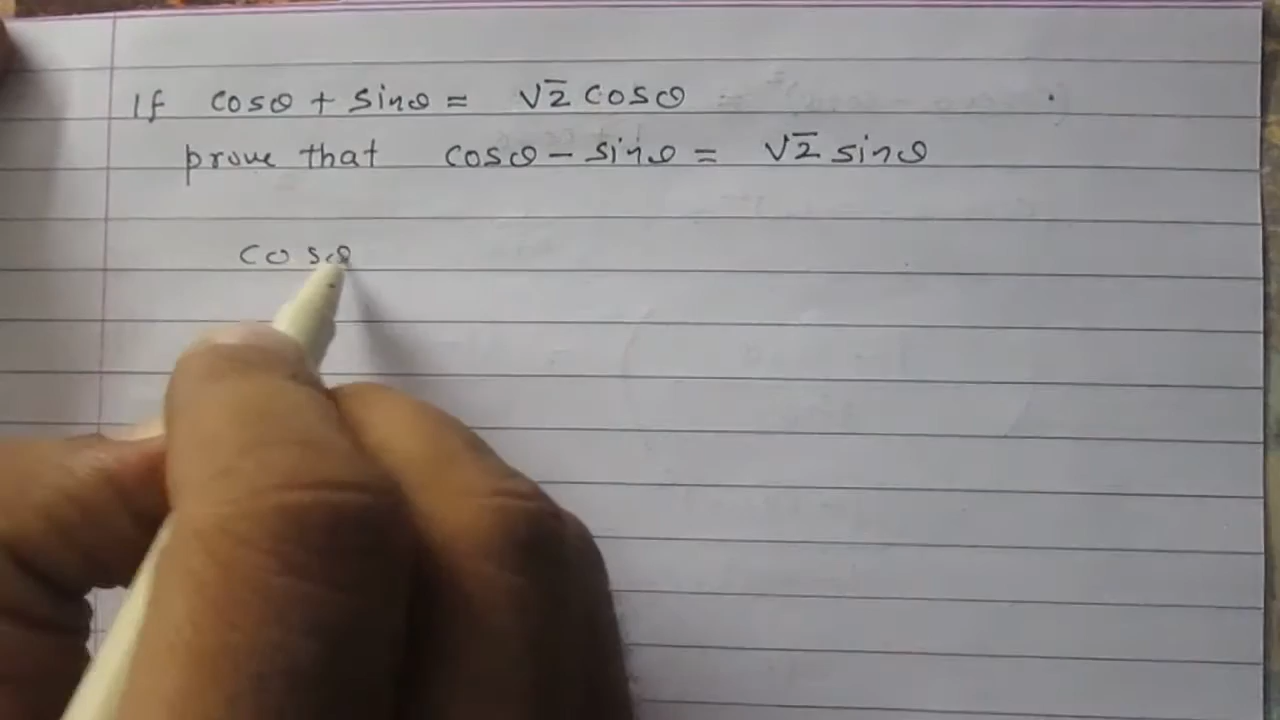 If cosθ + sinθ = √2 cosθ
prove that cosθ - sinθ = √2 sinθ
cosθ